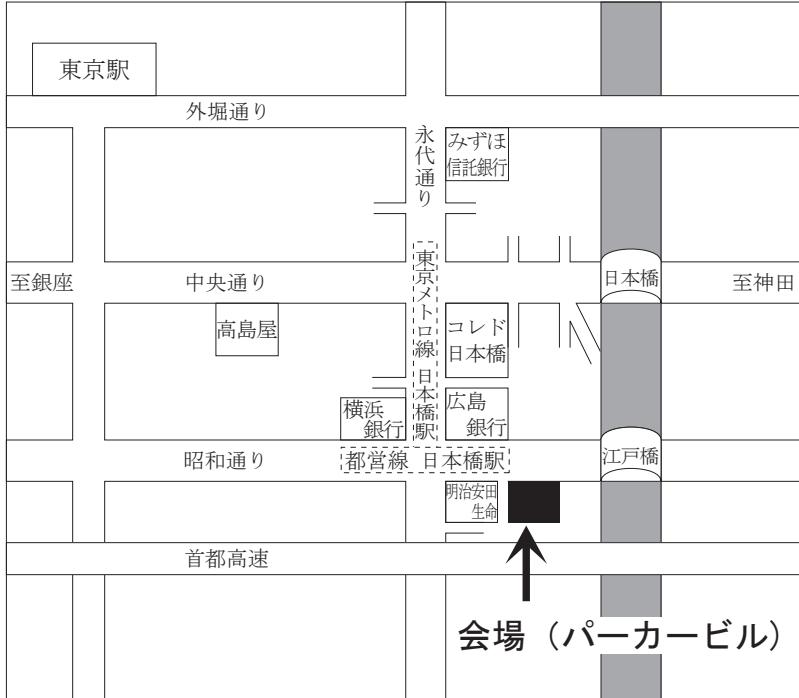 東京駅
外堀通り
永代通り
みずほ
信託銀行
至銀座
中央通り
東京メトロ線 日本橋駅
日本橋
至神田
高島屋
コレド
日本橋
横浜
銀行
広島
銀行
昭和通り
都営線 日本橋駅
江戸橋
明治安田
生命
首都高速
会場（パーカービル）